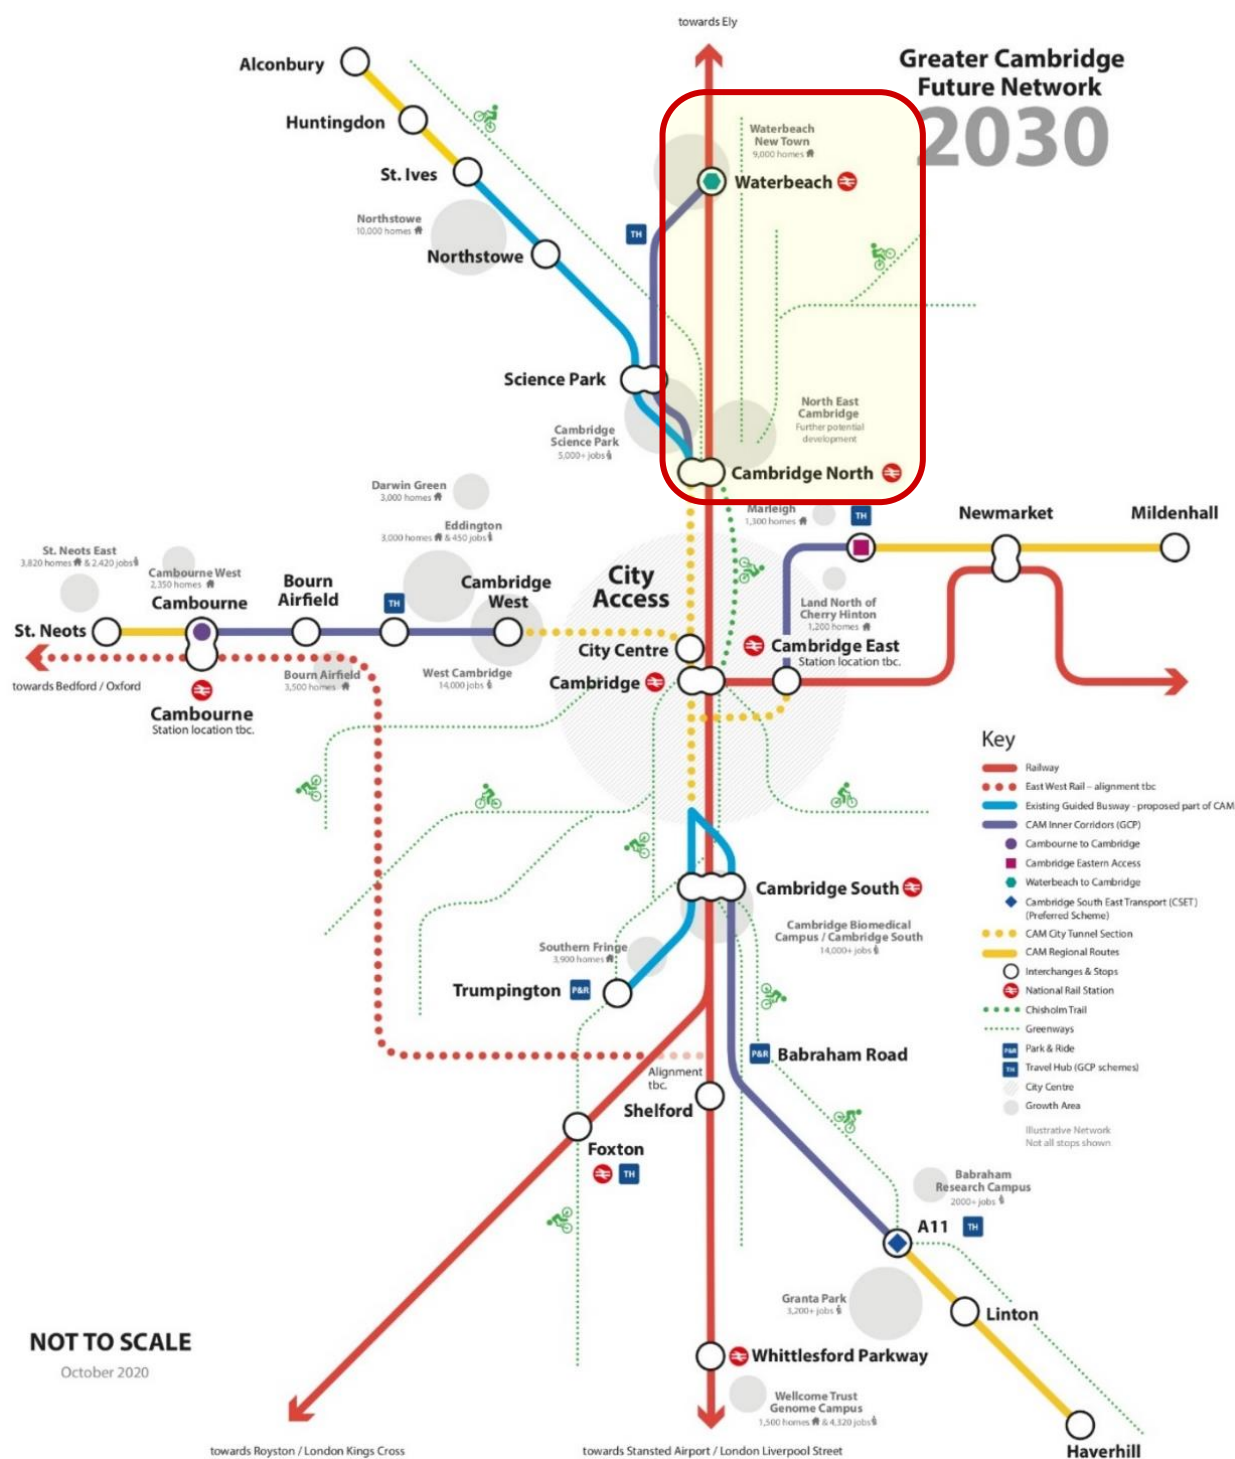 towards Ely
Greater Cambridge
Future Network
2030
Alconbury
Huntingdon
St. Ives
Northstowe
10,000 homes
Northstowe
TH
Waterbeach
New Town
9,000 homes
Waterbeach
Science Park
Cambridge
Science Park
5,000+ jobs
North East
Cambridge
Further potential
development
Cambridge North
Darwin Green
3,000 homes
Eddington
3,000 homes & 450 jobs
Marleigh
1,300 homes
TH
Newmarket
Mildenhall
St. Neots East
3,820 homes & 2,420 jobs
Cambourne West
2,350 homes
Cambourne
Bourn
Airfield
TH
Cambridge
West
City
Access
Land North of
Cherry Hinton
1,200 homes
St. Neots
City Centre
Cambridge East
Station location tbc.
towards Bedford / Oxford
Bourn Airfield
3,500 homes
West Cambridge
14,000 jobs
Cambridge
Cambourne
Station location tbc.
Key
Railway
East West Rail – alignment tbc
Existing Guided Busway - proposed part of CAM
CAM Inner Corridors (GCP)
Cambourne to Cambridge
Cambridge Eastern Access
Waterbeach to Cambridge
Cambridge South East Transport (CSET)
(Preferred Scheme)
CAM City Tunnel Section
CAM Regional Routes
Interchanges & Stops
National Rail Station
Chisholm Trail
Greenways
P&R
Park & Ride
TH
Travel Hub (GCP schemes)
City Centre
Growth Area
Illustrative Network
Not all stops shown
Cambridge South
Cambridge Biomedical
Campus / Cambridge South
14,000+ jobs
Southern Fringe
3,900 homes
Trumpington
P&R
P&R
Babraham Road
Alignment
tbc.
Shelford
Foxton
TH
Babraham
Research Campus
2000+ jobs
A11
TH
Granta Park
3,200+ jobs
Linton
NOT TO SCALE
October 2020
Whittlesford Parkway
Wellcome Trust
Genome Campus
1,500 homes & 4,320 jobs
Haverhill
towards Royston / London Kings Cross
towards Stansted Airport / London Liverpool Street